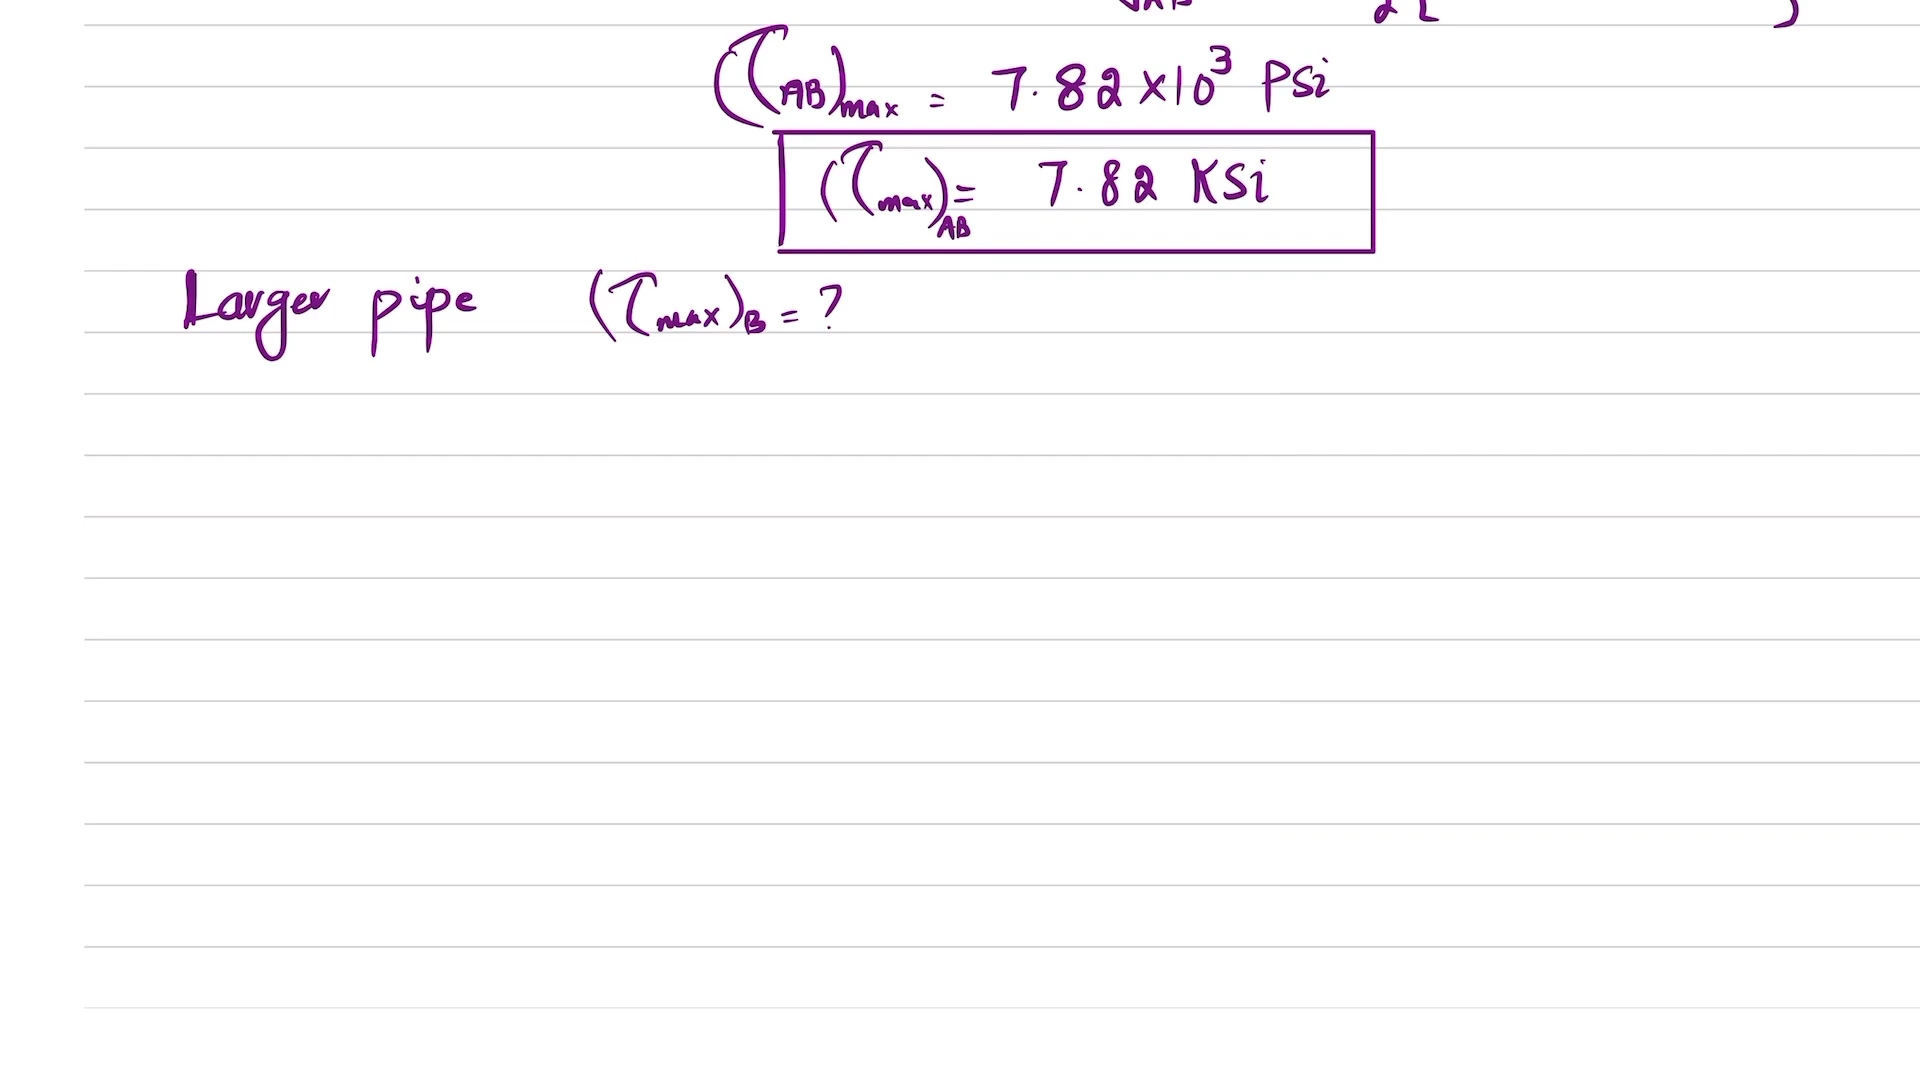 (τAB)max = 7.82 ×10³ Psi
(τmax)AB = 7.82 KSi
Larger pipe (τmax)B = ?